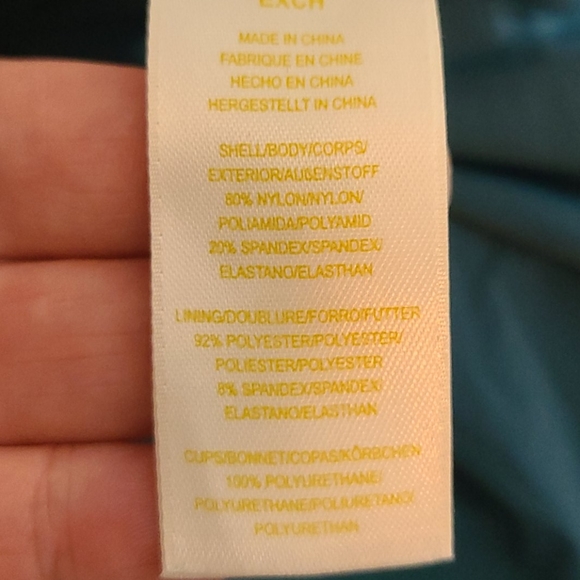 EXCH
MADE IN CHINA
FABRIQUE EN CHINE
HECHO EN CHINA
HERGESTELLT IN CHINA
SHELL/BODY/CORPS/
EXTERIOR/AUßENSTOFF
80% NYLON/NYLON/
POLIAMIDA/POLYAMID
20% SPANDEX/SPANDEX/
ELASTANO/ELASTHAN
LINING/DOUBLURE/FORRO/FUTTER
92% POLYESTER/POLYESTER/
POLIESTER/POLYESTER
8% SPANDEX/SPANDEX/
ELASTANO/ELASTHAN
CUPS/BONNET/COPAS/KÖRBCHEN
100% POLYURETHANE/
POLYURETHANE/POLIURETANO/
POLYURETHAN